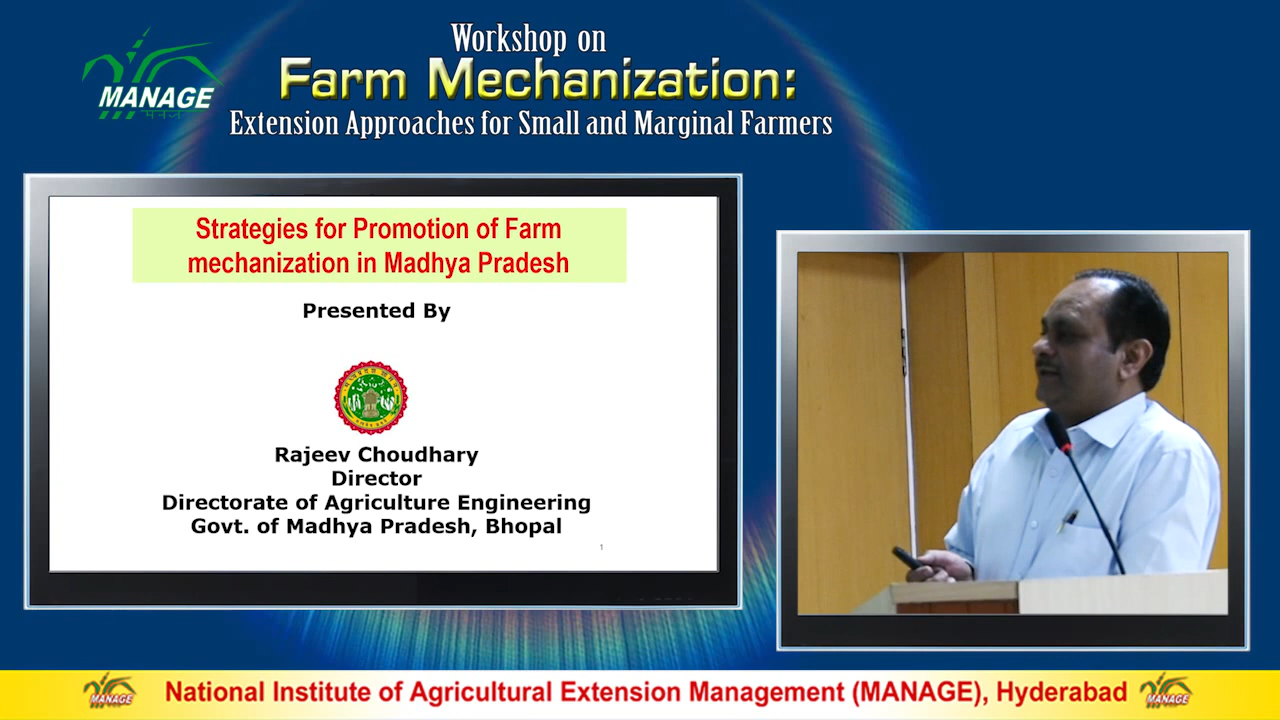 Workshop on
Farm Mechanization:
Extension Approaches for Small and Marginal Farmers
MANAGE
Strategies for Promotion of Farm
mechanization in Madhya Pradesh
Presented By
Rajeev Choudhary
Director
Directorate of Agriculture Engineering
Govt. of Madhya Pradesh, Bhopal
1
MANAGE
National Institute of Agricultural Extension Management (MANAGE), Hyderabad
MANAGE